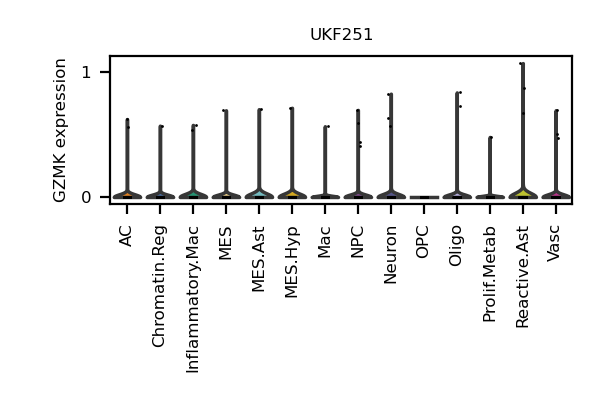 UKF251
GZMK expression
1
0
AC
Chromatin.Reg
Inflammatory.Mac
MES
MES.Ast
MES.Hyp
Mac
NPC
Neuron
OPC
Oligo
Prolif.Metab
Reactive.Ast
Vasc